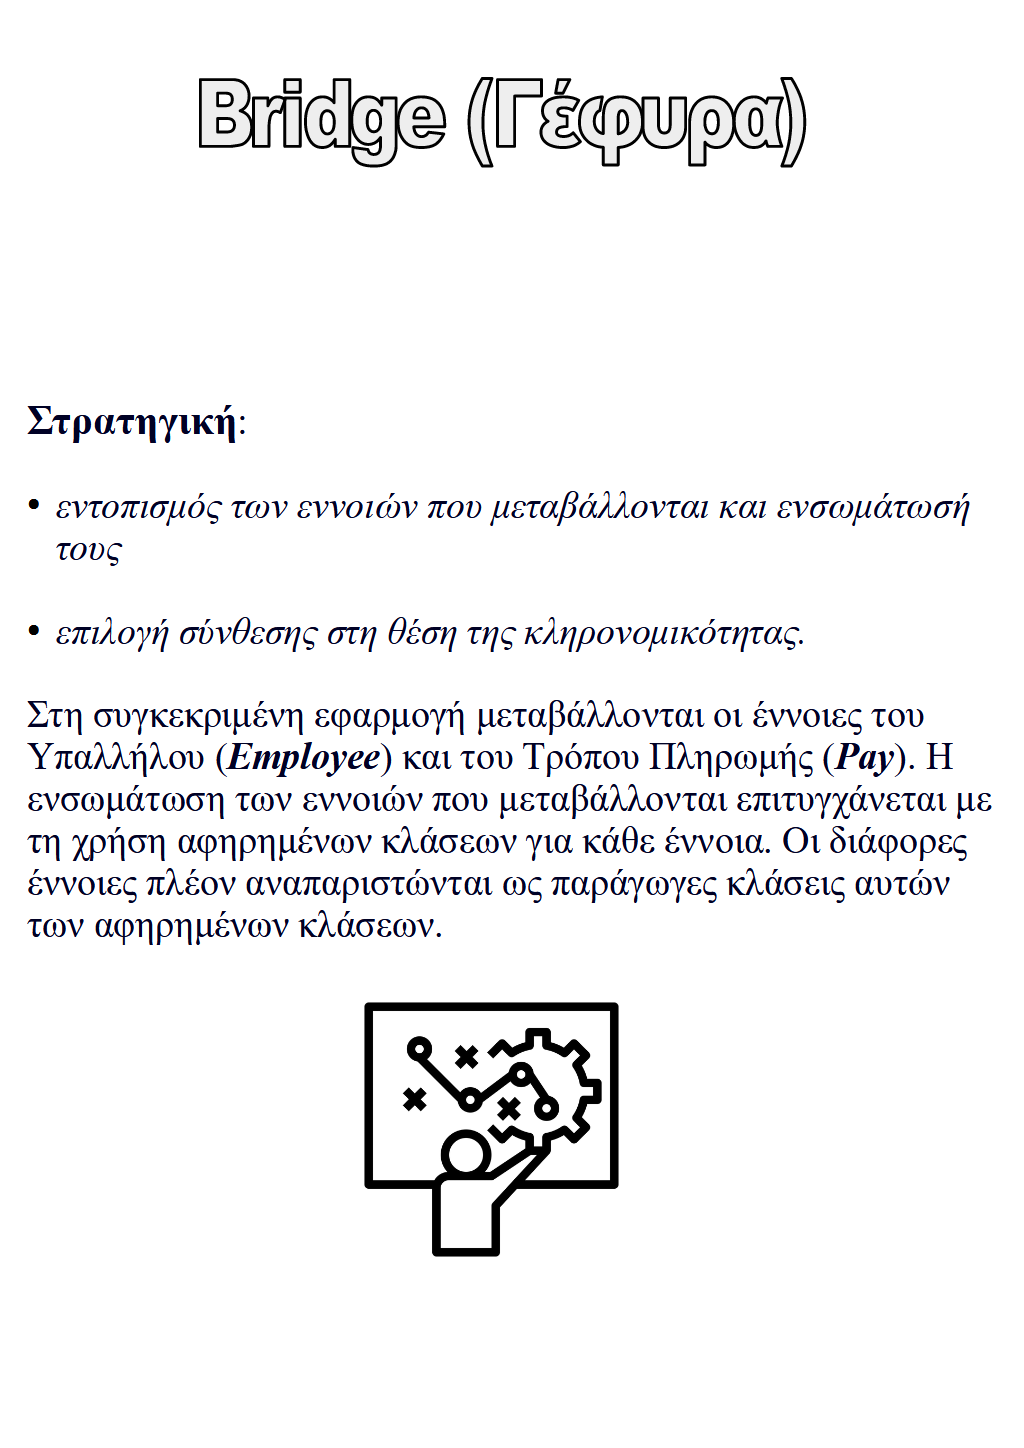 Bridge (Γέφυρα)
Στρατηγική:
• εντοπισμός των εννοιών που μεταβάλλονται και ενσωμάτωσή
τους
• επιλογή σύνθεσης στη θέση της κληρονομικότητας.
Στη συγκεκριμένη εφαρμογή μεταβάλλονται οι έννοιες του
Υπαλλήλου (Employee) και του Τρόπου Πληρωμής (Pay). Η
ενσωμάτωση των εννοιών που μεταβάλλονται επιτυγχάνεται με
τη χρήση αφηρημένων κλάσεων για κάθε έννοια. Οι διάφορες
έννοιες πλέον αναπαριστώνται ως παράγωγες κλάσεις αυτών
των αφηρημένων κλάσεων.